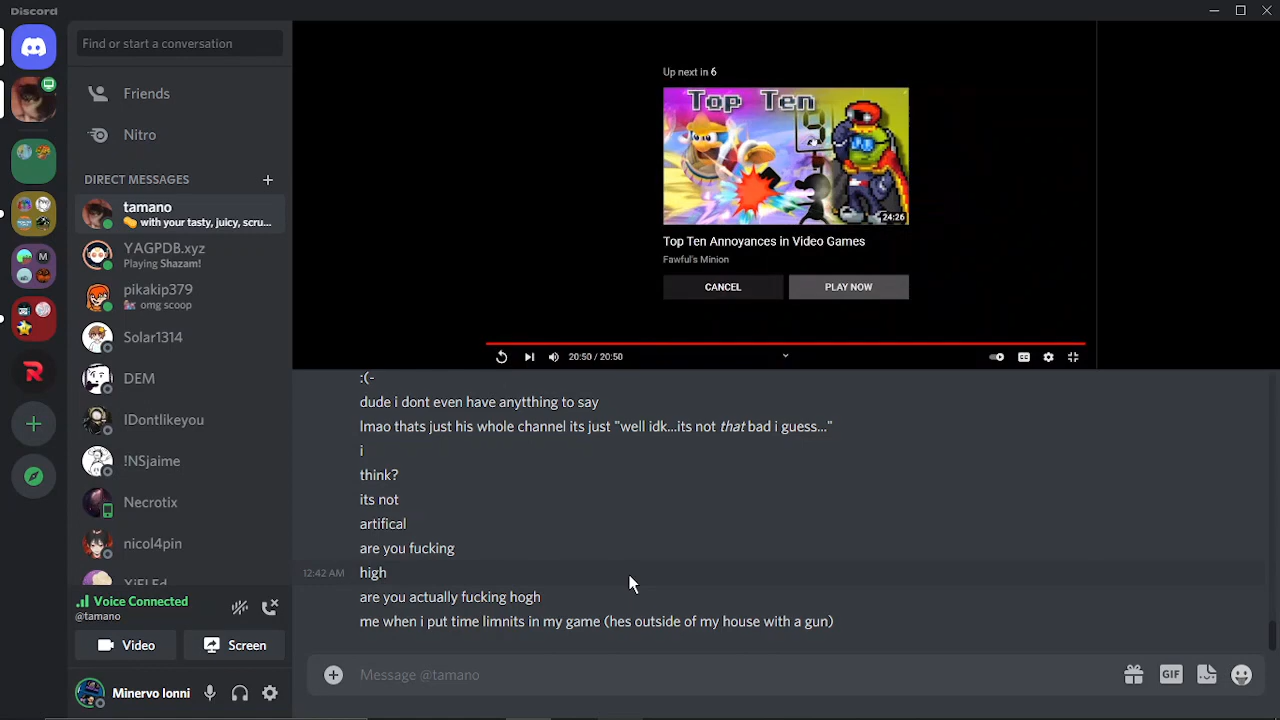 Discord
Find or start a conversation
Friends
Nitro
DIRECT MESSAGES
tamano
with your tasty, juicy, scru...
YAGPDB.xyz
Playing Shazam!
pikakip379
omg scoop
Solar1314
DEM
IDontlikeyou
!NSjaime
Necrotix
nicol4pin
Voice Connected
@tamano
Video
Screen
Minervo Ionni
Up next in 6
Top Ten
9
24:26
Top Ten Annoyances in Video Games
Fawful's Minion
CANCEL
PLAY NOW
20:50 / 20:50
:(-
dude i dont even have anyttthing to say
lmao thats just his whole channel its just "well idk...its not that bad i guess..."
i
think?
its not
artifical
are you fucking
12:42 AM high
are you actually fucking hogh
me when i put time limnits in my game (hes outside of my house with a gun)
Message @tamano
GIF